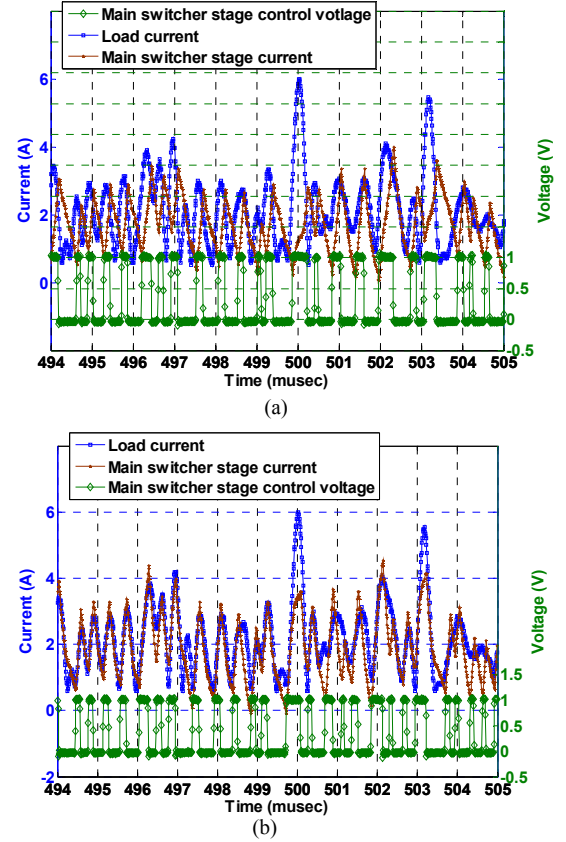 Main switcher stage control votlage
Load current
Main switcher stage current
6
4
2
0
Current (A)
1
0.5
0
-0.5
Voltage (V)
494 495 496 497 498 499 500 501 502 503 504 505
Time (musec)
(a)
Load current
Main switcher stage current
Main switcher stage control voltage
6
4
2
0
-2
Current (A)
1.5
1
0.5
0
-0.5
Voltage (V)
494 495 496 497 498 499 500 501 502 503 504 505
Time (musec)
(b)